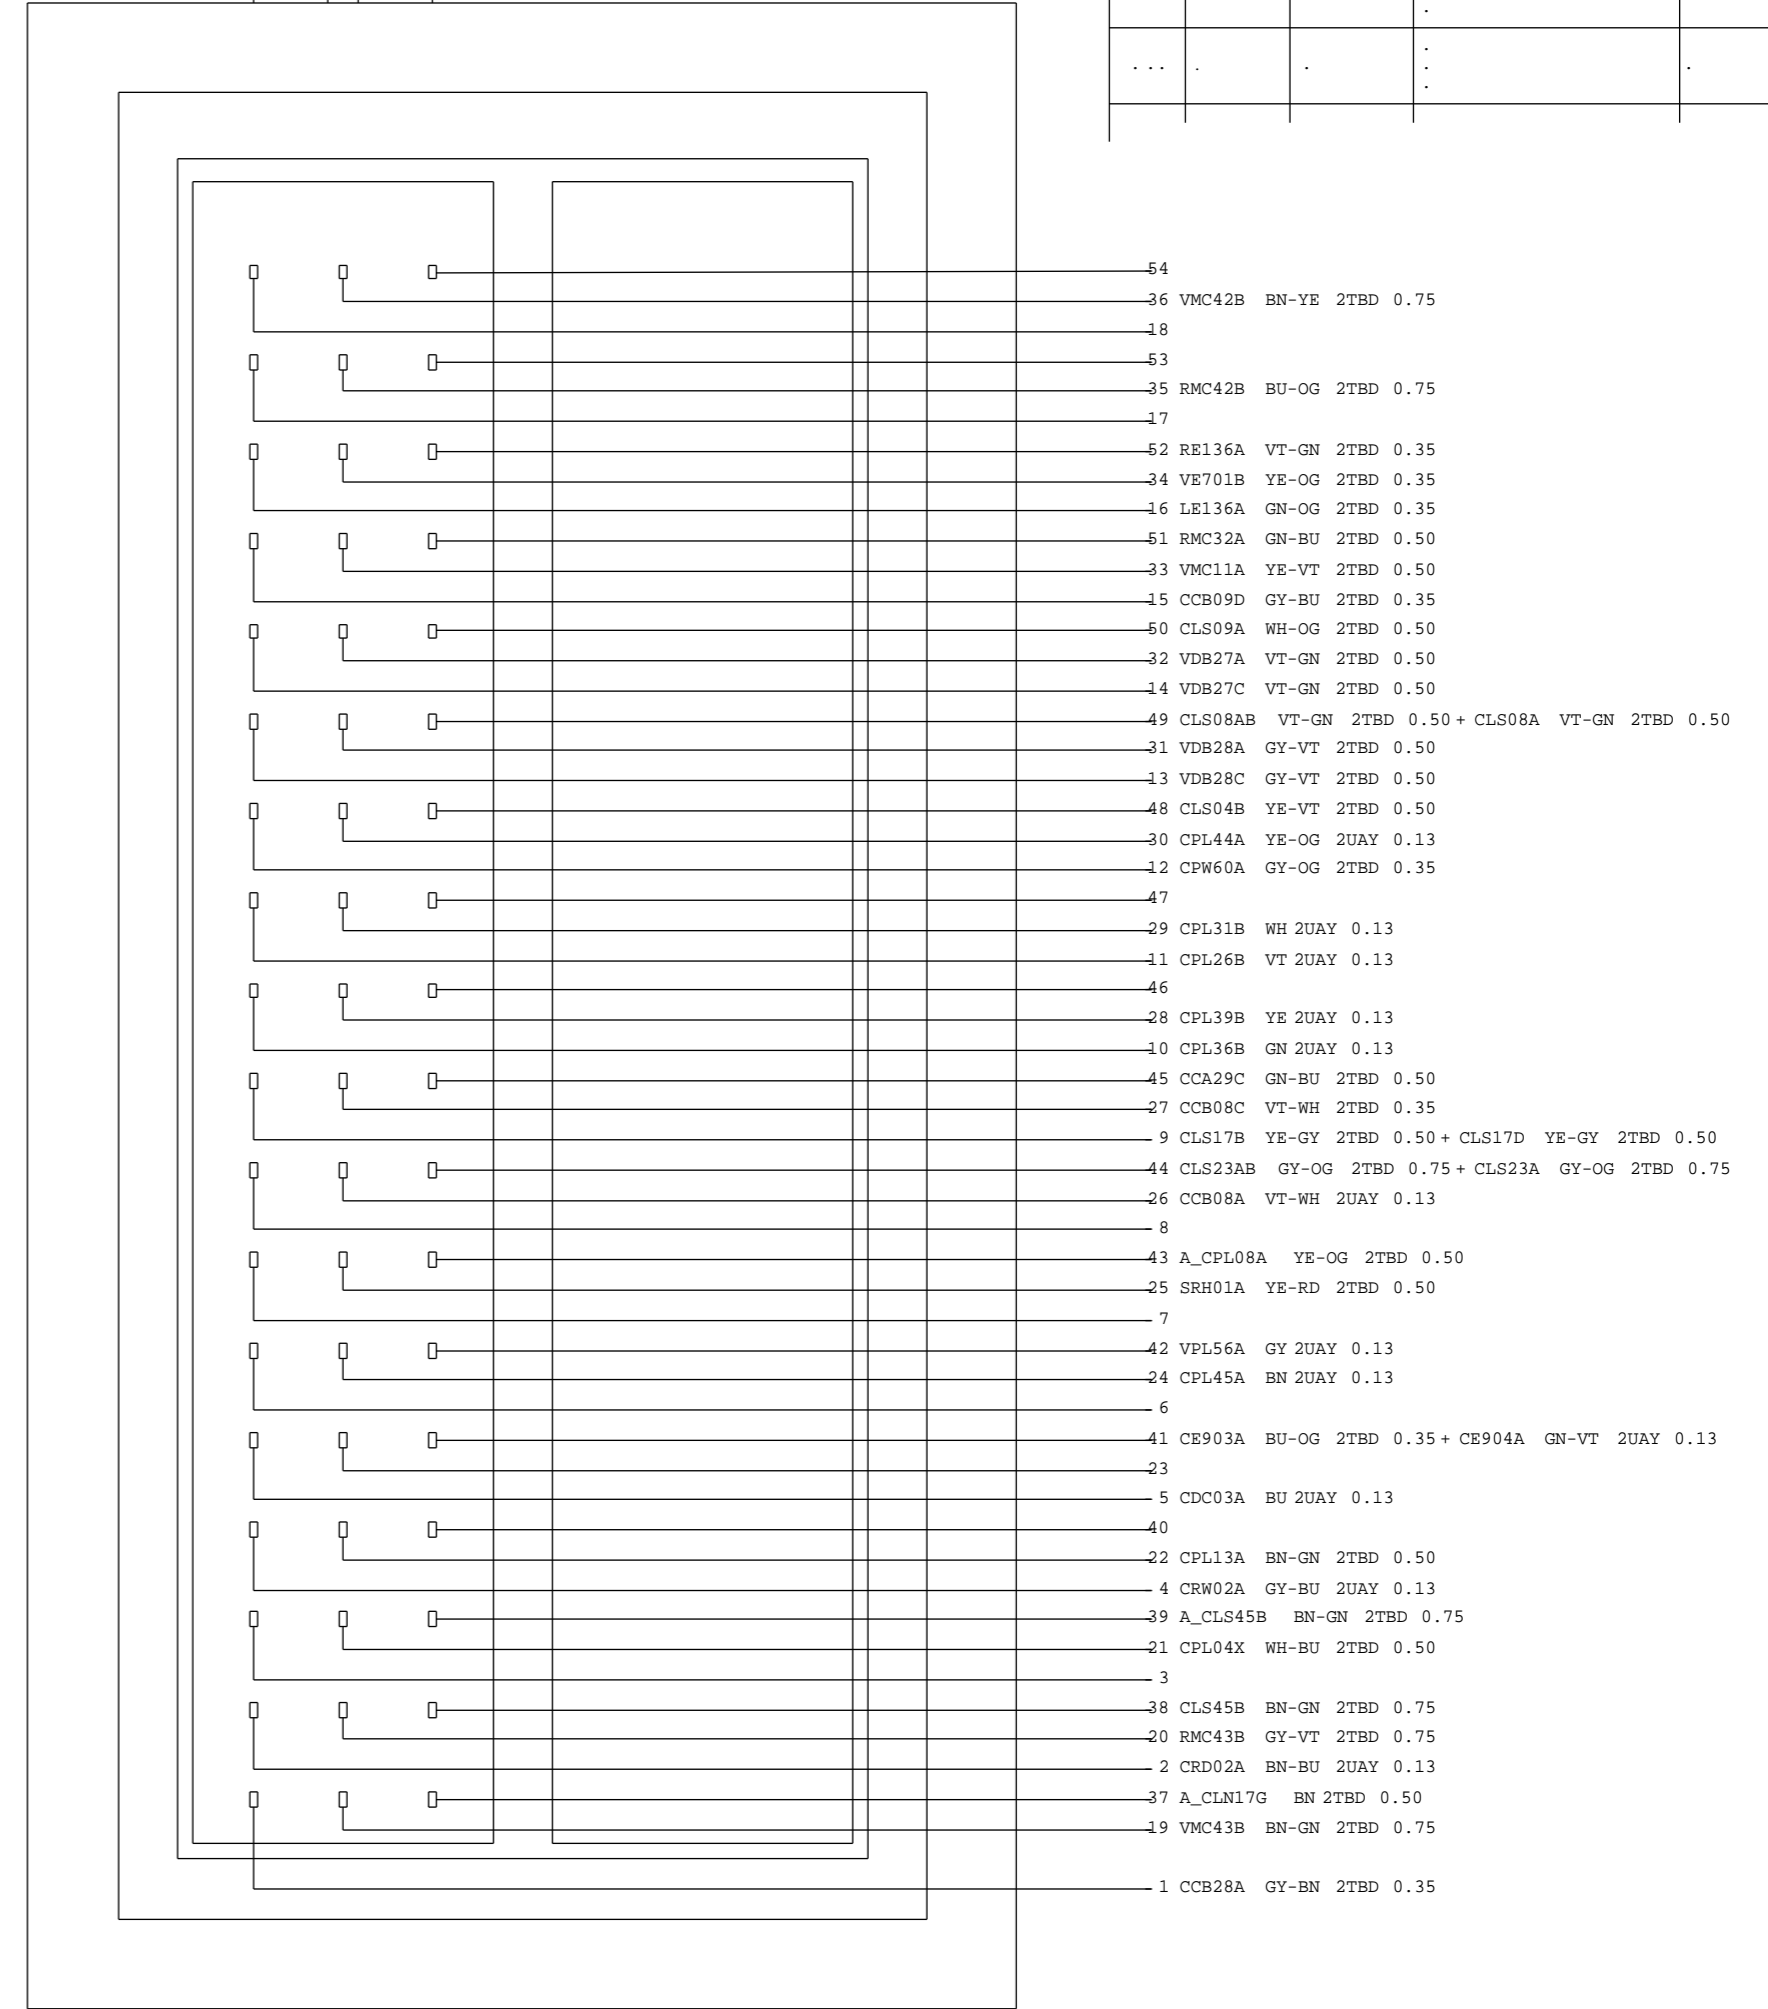 54
36 VMC42B BN-YE 2TBD 0.75
18
53
35 RMC42B BU-OG 2TBD 0.75
17
52 RE136A VT-GN 2TBD 0.35
34 VE701B YE-OG 2TBD 0.35
16 LE136A GN-OG 2TBD 0.35
51 RMC32A GN-BU 2TBD 0.50
33 VMC11A YE-VT 2TBD 0.50
15 CCB09D GY-BU 2TBD 0.35
50 CLS09A WH-OG 2TBD 0.50
32 VDB27A VT-GN 2TBD 0.50
14 VDB27C VT-GN 2TBD 0.50
49 CLS08AB VT-GN 2TBD 0.50 + CLS08A VT-GN 2TBD 0.50
31 VDB28A GY-VT 2TBD 0.50
13 VDB28C GY-VT 2TBD 0.50
48 CLS04B YE-VT 2TBD 0.50
30 CPL44A YE-OG 2UAY 0.13
12 CPW60A GY-OG 2TBD 0.35
47
29 CPL31B WH 2UAY 0.13
11 CPL26B VT 2UAY 0.13
46
28 CPL39B YE 2UAY 0.13
10 CPL36B GN 2UAY 0.13
45 CCA29C GN-BU 2TBD 0.50
27 CCB08C VT-WH 2TBD 0.35
9 CLS17B YE-GY 2TBD 0.50 + CLS17D YE-GY 2TBD 0.50
44 CLS23AB GY-OG 2TBD 0.75 + CLS23A GY-OG 2TBD 0.75
26 CCB08A VT-WH 2UAY 0.13
8
43 A_CPL08A YE-OG 2TBD 0.50
25 SRH01A YE-RD 2TBD 0.50
7
42 VPL56A GY 2UAY 0.13
24 CPL45A BN 2UAY 0.13
6
41 CE903A BU-OG 2TBD 0.35 + CE904A GN-VT 2UAY 0.13
23
5 CDC03A BU 2UAY 0.13
40
22 CPL13A BN-GN 2TBD 0.50
4 CRW02A GY-BU 2UAY 0.13
39 A_CLS45B BN-GN 2TBD 0.75
21 CPL04X WH-BU 2TBD 0.50
3
38 CLS45B BN-GN 2TBD 0.75
20 RMC43B GY-VT 2TBD 0.75
2 CRD02A BN-BU 2UAY 0.13
37 A_CLN17G BN 2TBD 0.50
19 VMC43B BN-GN 2TBD 0.75
1 CCB28A GY-BN 2TBD 0.35